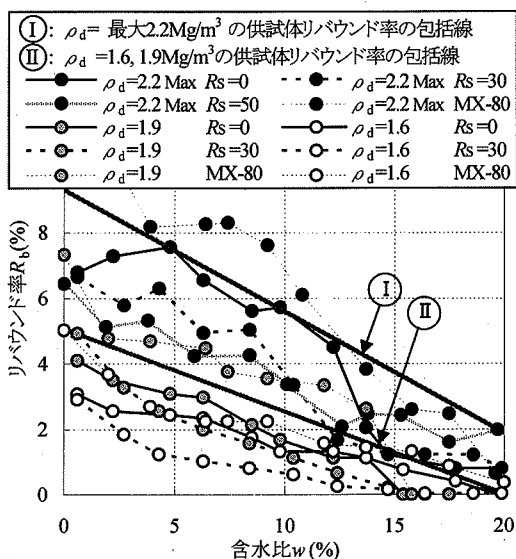 Ⅰ: ρd= 最大2.2Mg/m³ の供試体リバウンド率の包括線
Ⅱ: ρd=1.6, 1.9Mg/m³の供試体リバウンド率の包括線
ρd=2.2 Max Rs=0 ρd=2.2 Max Rs=30
ρd=2.2 Max Rs=50 ρd=2.2 Max MX-80
ρd=1.9 Rs=0 ρd=1.6 Rs=0
ρd=1.9 Rs=30 ρd=1.6 Rs=30
ρd=1.9 MX-80 ρd=1.6 MX-80
リバウンド率Rb(%)
8
6
4
2
0
Ⅰ
Ⅱ
0 5 10 15 20
含水比w(%)